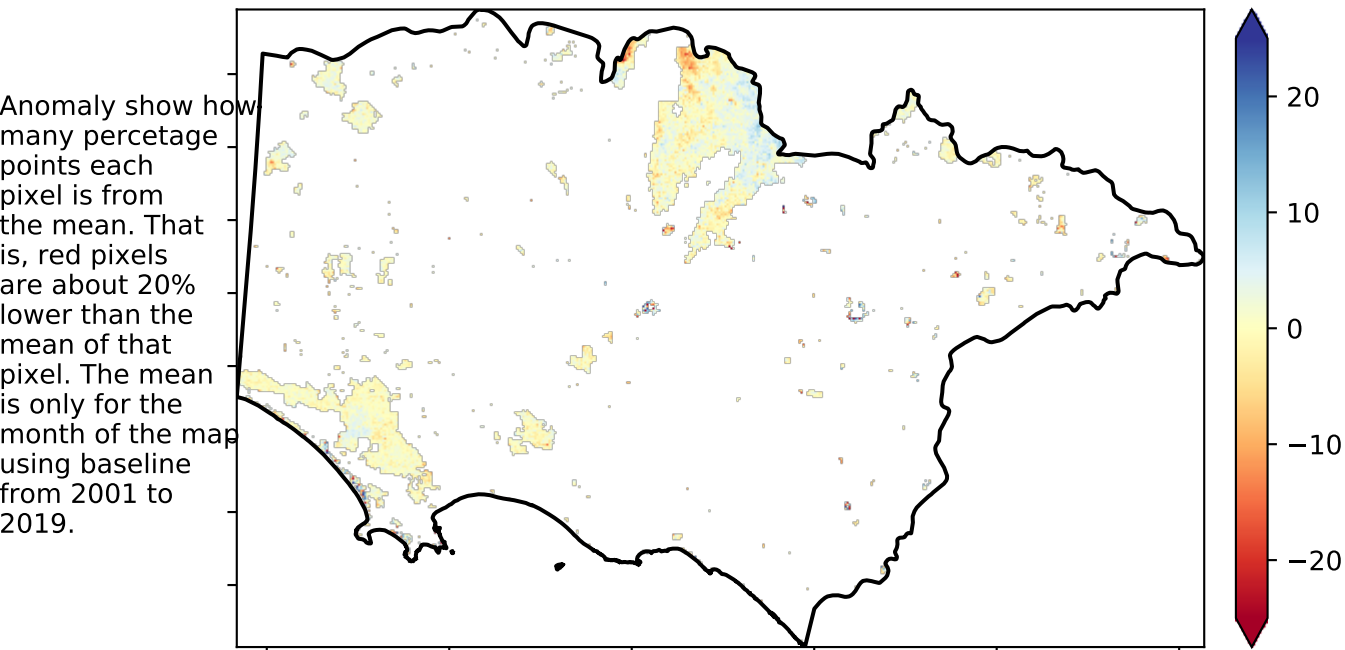 Anomaly show how
many percetage
points each
pixel is from
the mean. That
is, red pixels
are about 20%
lower than the
mean of that
pixel. The mean
is only for the
month of the map
using baseline
from 2001 to
2019.
20
10
0
−10
−20